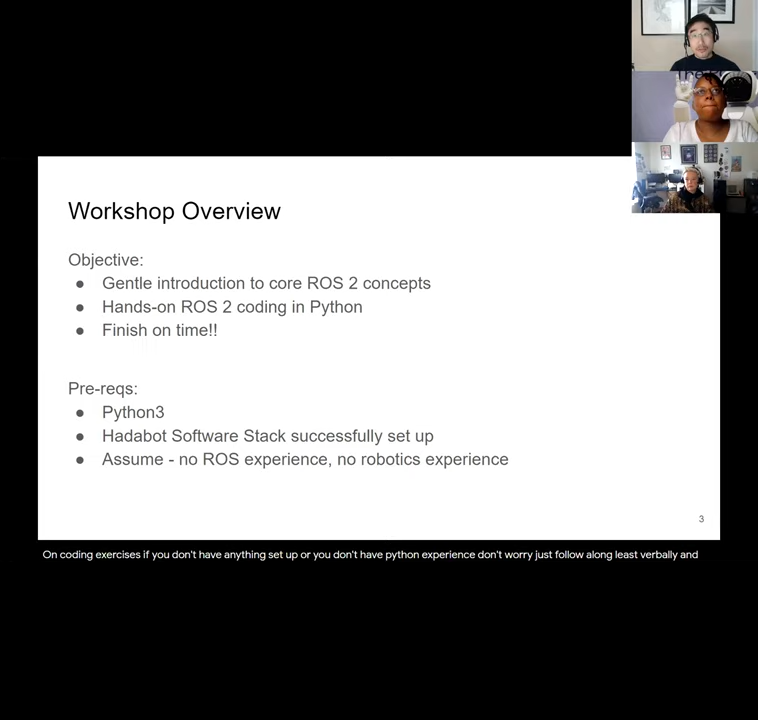 Workshop Overview
Objective:
● Gentle introduction to core ROS 2 concepts
● Hands-on ROS 2 coding in Python
● Finish on time!!
Pre-reqs:
● Python3
● Hadabot Software Stack successfully set up
● Assume - no ROS experience, no robotics experience
3
On coding exercises if you don't have anything set up or you don't have python experience don't worry just follow along least verbally and